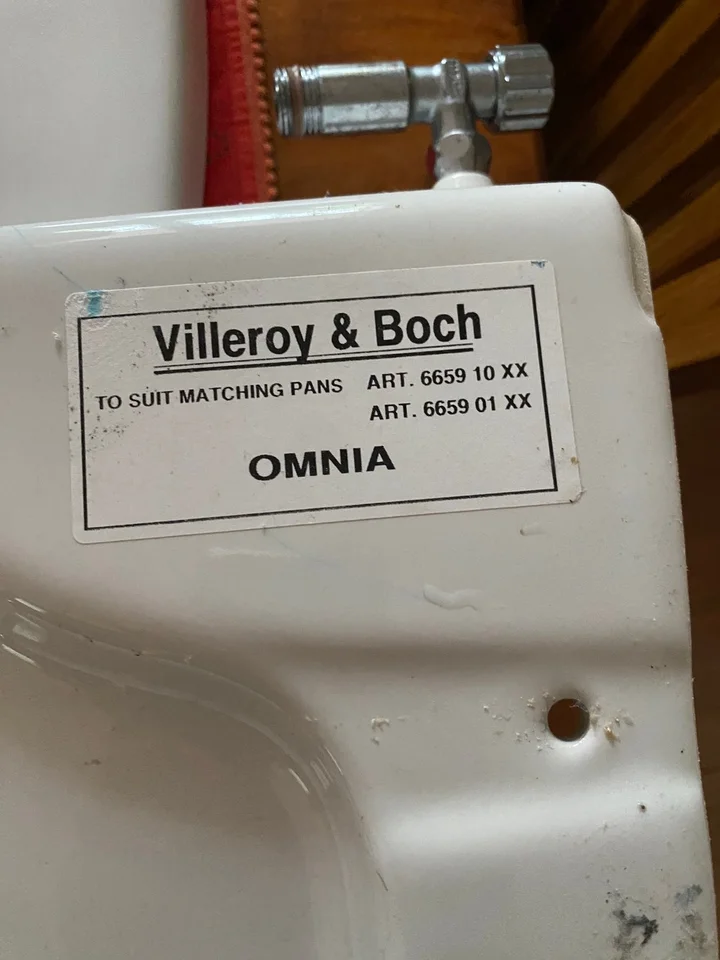 Villeroy & Boch
TO SUIT MATCHING PANS ART. 6659 10 XX
ART. 6659 01 XX
OMNIA